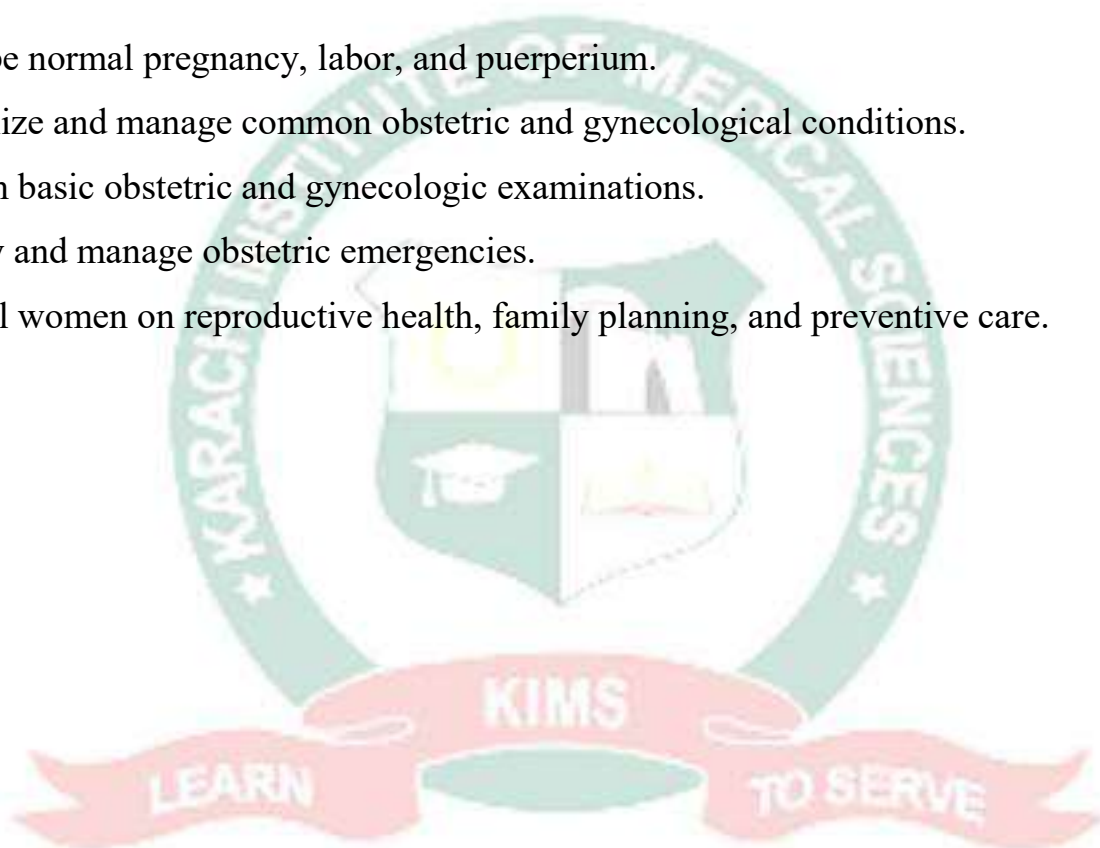 be normal pregnancy, labor, and puerperium.
ize and manage common obstetric and gynecological conditions.
basic obstetric and gynecologic examinations.
and manage obstetric emergencies.
l women on reproductive health, family planning, and preventive care.
KARACHI INSTITUTE OF MEDICAL SCIENCES
KIMS
LEARN TO SERVE